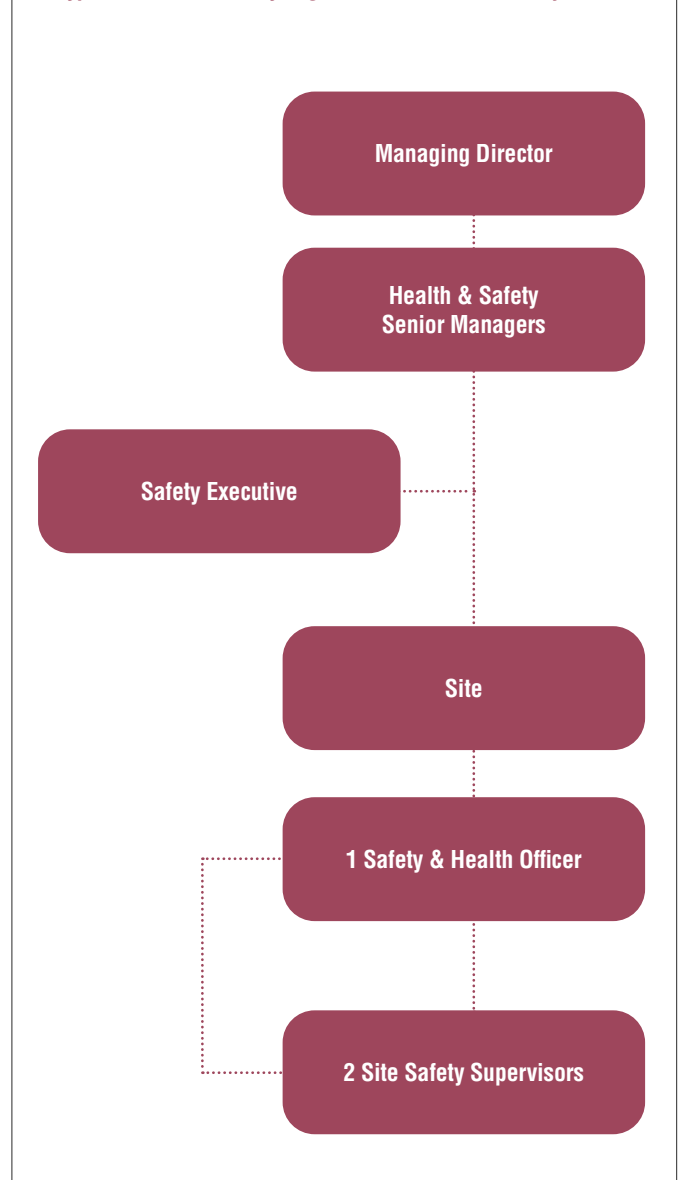 Managing Director
Health & Safety
Senior Managers
Safety Executive
Site
1 Safety & Health Officer
2 Site Safety Supervisors